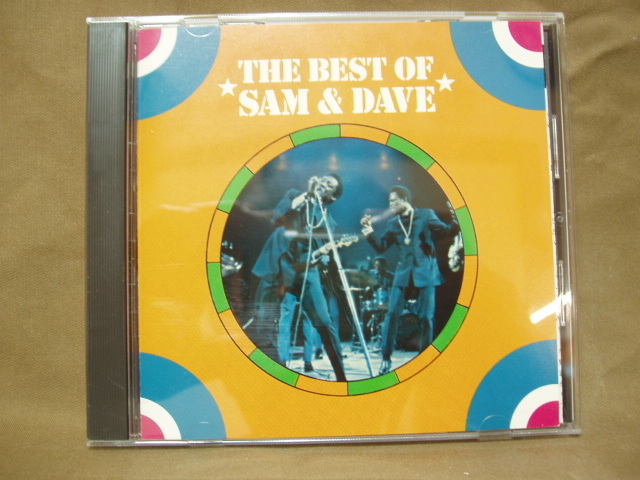 THE BEST OF
SAM & DAVE